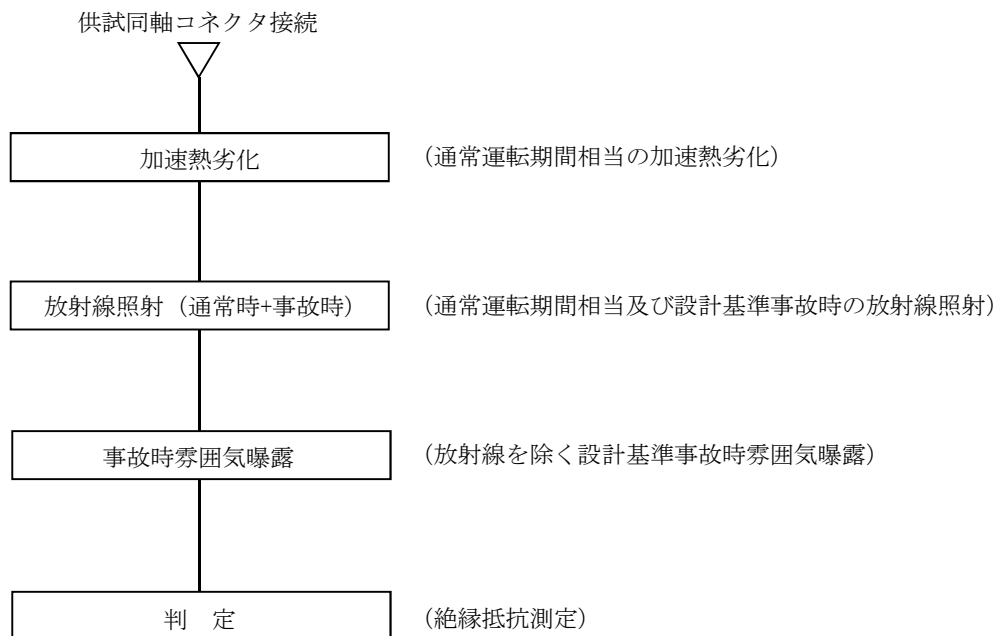 供試同軸コネクタ接続
加速熱劣化
（通常運転期間相当の加速熱劣化）
放射線照射（通常時+事故時）
（通常運転期間相当及び設計基準事故時の放射線照射）
事故時雰囲気曝露
（放射線を除く設計基準事故時雰囲気曝露）
判　定
（絶縁抵抗測定）